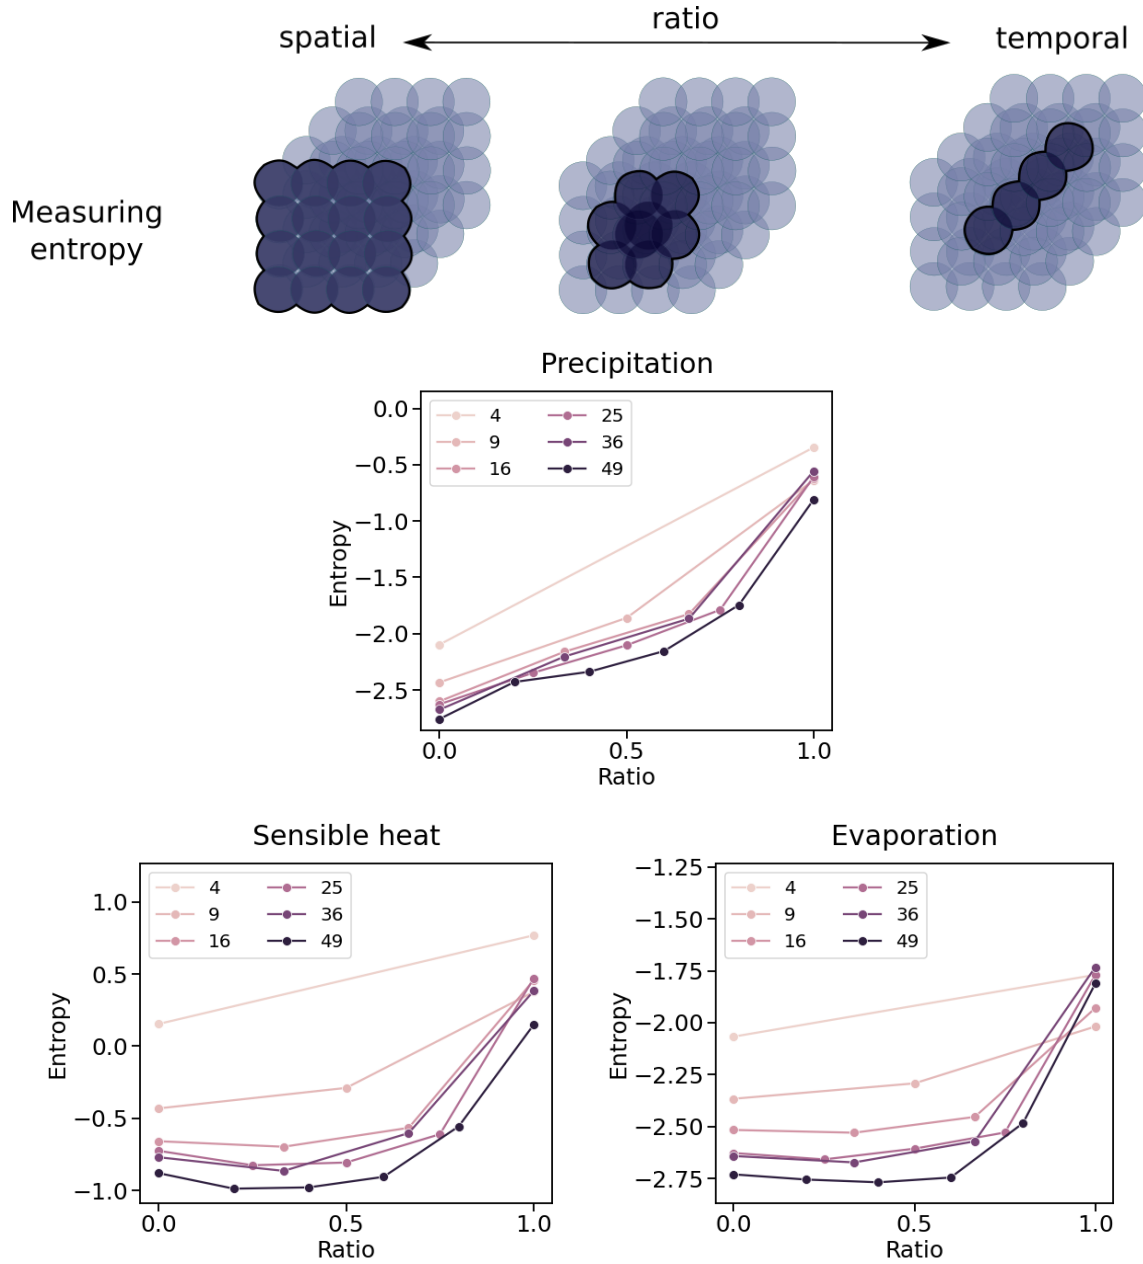 ratio
spatial
temporal
Measuring
entropy
Precipitation
0.0
−0.5
−1.0
−1.5
−2.0
−2.5
Entropy
4 25
9 36
16 49
0.0 0.5 1.0
Ratio
Sensible heat
1.0
0.5
0.0
−0.5
−1.0
Entropy
4 25
9 36
16 49
0.0 0.5 1.0
Ratio
Evaporation
−1.25
−1.50
−1.75
−2.00
−2.25
−2.50
−2.75
Entropy
4 25
9 36
16 49
0.0 0.5 1.0
Ratio